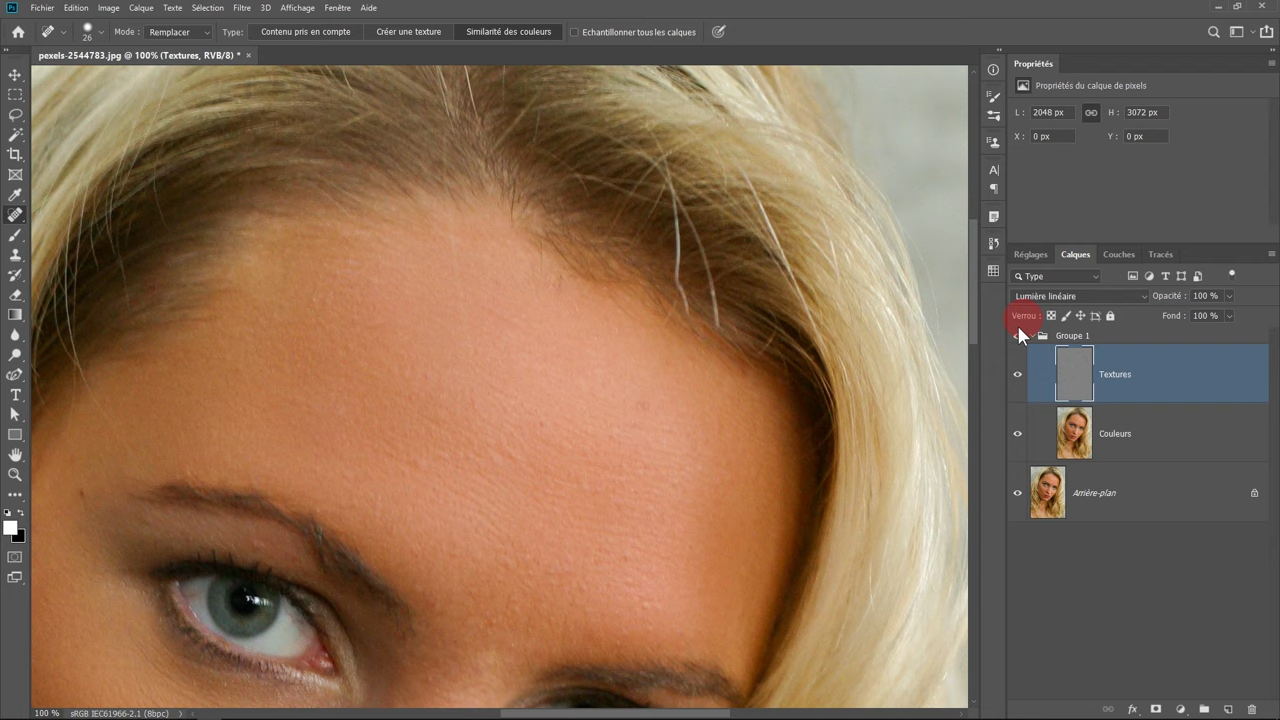 Ps Fichier Edition Image Calque Texte Sélection Filtre 3D Affichage Fenêtre Aide
26 Mode : Remplacer Type: Contenu pris en compte Créer une texture Similarité des couleurs Echantillonner tous les calques
pexels-2544783.jpg @ 100% (Textures, RVB/8) * ×
Propriétés
Propriétés du calque de pixels
L : 2048 px H : 3072 px
X : 0 px Y : 0 px
Réglages Calques Couches Tracés
Type
Lumière linéaire Opacité : 100 %
Verrou : Fond : 100 %
Groupe 1
Textures
Couleurs
Arrière-plan
100 % sRGB IEC61966-2.1 (8bpc)